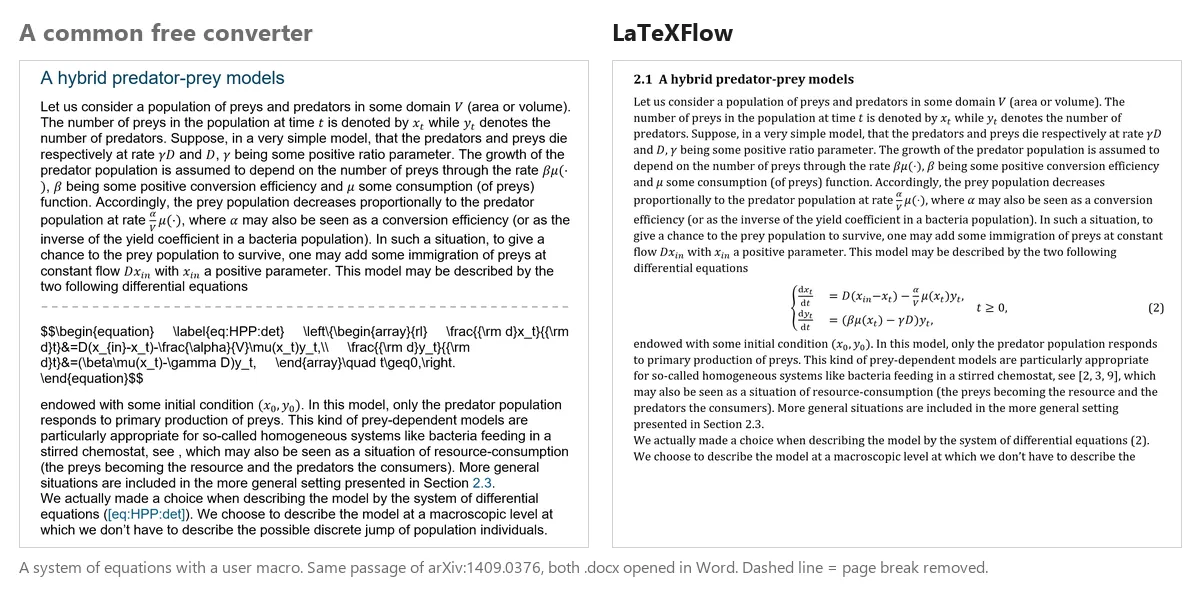 A common free converter
A hybrid predator-prey models
Let us consider a population of preys and predators in some domain V (area or volume).
The number of preys in the population at time t is denoted by xₜ while yₜ denotes the
number of predators. Suppose, in a very simple model, that the predators and preys die
respectively at rate γD and D, γ being some positive ratio parameter. The growth of the
predator population is assumed to depend on the number of preys through the rate βμ(·
), β being some positive conversion efficiency and μ some consumption (of preys)
function. Accordingly, the prey population decreases proportionally to the predator
population at rate α/V μ(·), where α may also be seen as a conversion efficiency (or as the
inverse of the yield coefficient in a bacteria population). In such a situation, to give a
chance to the prey population to survive, one may add some immigration of preys at
constant flow Dx_in with x_in a positive parameter. This model may be described by the
two following differential equations
$$\begin{equation} \label{eq:HPP:det} \left\{\begin{array}{rl} \frac{{\rm d}x_t}{{\rm
d}t}&=D(x_{in}-x_t)-\frac{\alpha}{V}\mu(x_t)y_t,\\ \frac{{\rm d}y_t}{{\rm
d}t}&=(\beta\mu(x_t)-\gamma D)y_t, \end{array}\quad t\geq0,\right.
\end{equation}$$
endowed with some initial condition (x₀, y₀). In this model, only the predator population
responds to primary production of preys. This kind of prey-dependent models are
particularly appropriate for so-called homogeneous systems like bacteria feeding in a
stirred chemostat, see , which may also be seen as a situation of resource-consumption
(the preys becoming the resource and the predators the consumers). More general
situations are included in the more general setting presented in Section 2.3.
We actually made a choice when describing the model by the system of differential
equations ([eq:HPP:det]). We choose to describe the model at a macroscopic level at
which we don't have to describe the possible discrete jump of population individuals.
LaTeXFlow
2.1 A hybrid predator-prey models
Let us consider a population of preys and predators in some domain V (area or volume). The
number of preys in the population at time t is denoted by xₜ while yₜ denotes the number of
predators. Suppose, in a very simple model, that the predators and preys die respectively at rate γD
and D, γ being some positive ratio parameter. The growth of the predator population is assumed to
depend on the number of preys through the rate βμ(·), β being some positive conversion efficiency
and μ some consumption (of preys) function. Accordingly, the prey population decreases
proportionally to the predator population at rate α/V μ(·), where α may also be seen as a conversion
efficiency (or as the inverse of the yield coefficient in a bacteria population). In such a situation, to
give a chance to the prey population to survive, one may add some immigration of preys at constant
flow Dx_in with x_in a positive parameter. This model may be described by the two following
differential equations
dxₜ/dt = D(x_in−xₜ) − α/V μ(xₜ)yₜ,
dyₜ/dt = (βμ(xₜ) − γD)yₜ,
t ≥ 0, (2)
endowed with some initial condition (x₀, y₀). In this model, only the predator population responds
to primary production of preys. This kind of prey-dependent models are particularly appropriate
for so-called homogeneous systems like bacteria feeding in a stirred chemostat, see [2, 3, 9], which
may also be seen as a situation of resource-consumption (the preys becoming the resource and the
predators the consumers). More general situations are included in the more general setting
presented in Section 2.3.
We actually made a choice when describing the model by the system of differential equations (2).
We choose to describe the model at a macroscopic level at which we don't have to describe the
A system of equations with a user macro. Same passage of arXiv:1409.0376, both .docx opened in Word. Dashed line = page break removed.